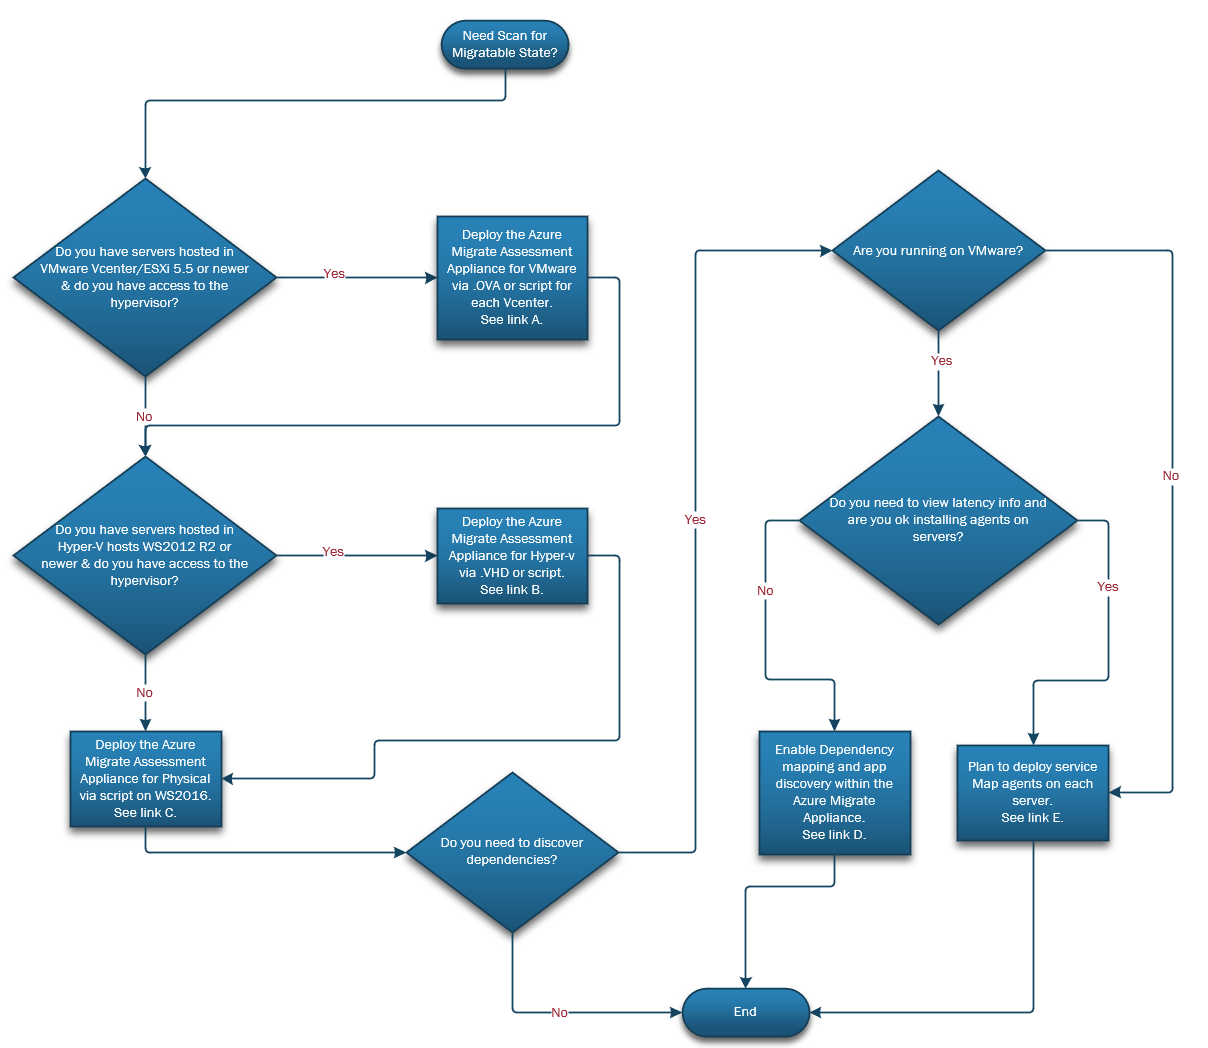 Need Scan for
Migratable State?
Do you have servers hosted in
VMware Vcenter/ESXi 5.5 or newer
& do you have access to the
hypervisor?
Yes
Deploy the Azure
Migrate Assessment
Appliance for VMware
via .OVA or script for
each Vcenter.
See link A.
No
Do you have servers hosted in
Hyper-V hosts WS2012 R2 or
newer & do you have access to the
hypervisor?
Yes
Deploy the Azure
Migrate Assessment
Appliance for Hyper-v
via .VHD or script.
See link B.
No
Deploy the Azure
Migrate Assessment
Appliance for Physical
via script on WS2016.
See link C.
Do you need to discover
dependencies?
Yes
No
Are you running on VMware?
Yes
No
Do you need to view latency info and
are you ok installing agents on
servers?
No
Yes
Enable Dependency
mapping and app
discovery within the
Azure Migrate
Appliance.
See link D.
Plan to deploy service
Map agents on each
server.
See link E.
End